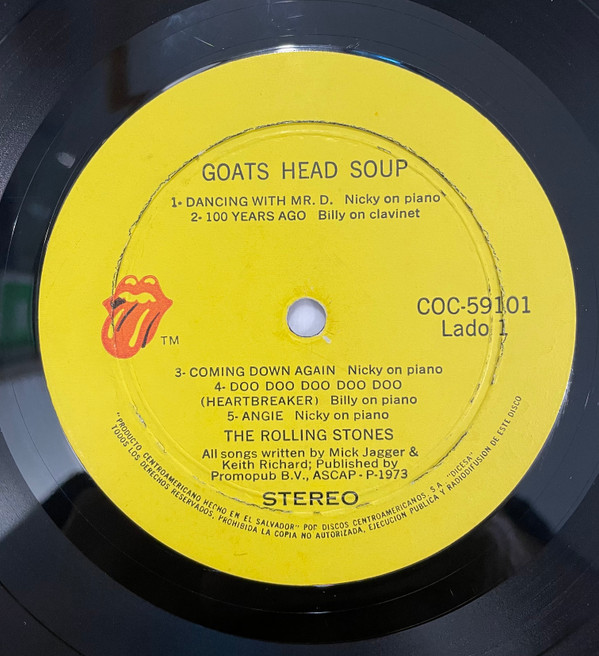 GOATS HEAD SOUP
1- DANCING WITH MR. D. Nicky on piano
2- 100 YEARS AGO Billy on clavinet
COC-59101
Lado 1
TM
3- COMING DOWN AGAIN Nicky on piano
4- DOO DOO DOO DOO DOO
(HEARTBREAKER) Billy on piano
5- ANGIE Nicky on piano
THE ROLLING STONES
All songs written by Mick Jagger &
Keith Richard; Published by
Promopub B.V., ASCAP - P-1973
STEREO
"PRODUCTO CENTROAMERICANO HECHO EN EL SALVADOR" POR DISCOS CENTROAMERICANOS S.A. "DICESA"
TODOS LOS DERECHOS RESERVADOS, PROHIBIDA LA COPIA NO AUTORIZADA, EJECUCION PUBLICA Y RADIODIFUSION DE ESTE DISCO